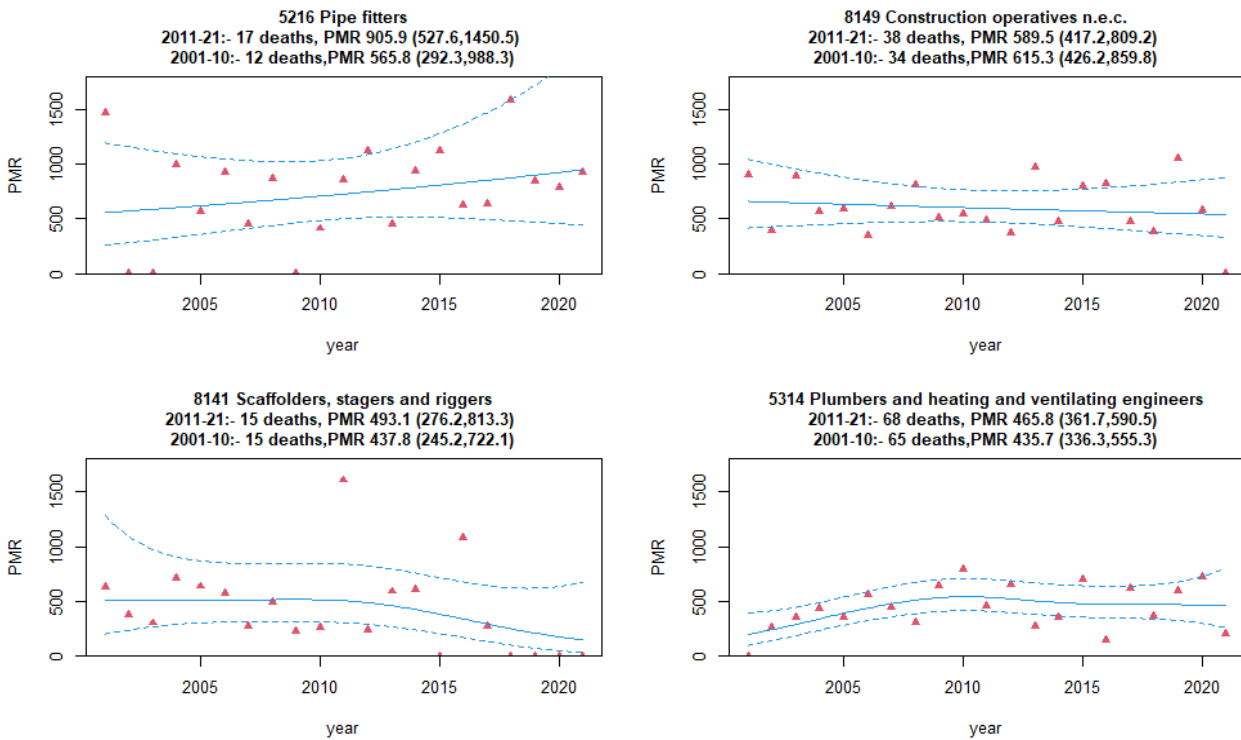 5216 Pipe fitters
2011-21:- 17 deaths, PMR 905.9 (527.6,1450.5)
2001-10:- 12 deaths,PMR 565.8 (292.3,988.3)
PMR
1500
1000
500
0
2005 2010 2015 2020
year
8149 Construction operatives n.e.c.
2011-21:- 38 deaths, PMR 589.5 (417.2,809.2)
2001-10:- 34 deaths,PMR 615.3 (426.2,859.8)
PMR
1500
1000
500
0
2005 2010 2015 2020
year
8141 Scaffolders, stagers and riggers
2011-21:- 15 deaths, PMR 493.1 (276.2,813.3)
2001-10:- 15 deaths,PMR 437.8 (245.2,722.1)
PMR
1500
1000
500
0
2005 2010 2015 2020
year
5314 Plumbers and heating and ventilating engineers
2011-21:- 68 deaths, PMR 465.8 (361.7,590.5)
2001-10:- 65 deaths,PMR 435.7 (336.3,555.3)
PMR
1500
1000
500
0
2005 2010 2015 2020
year